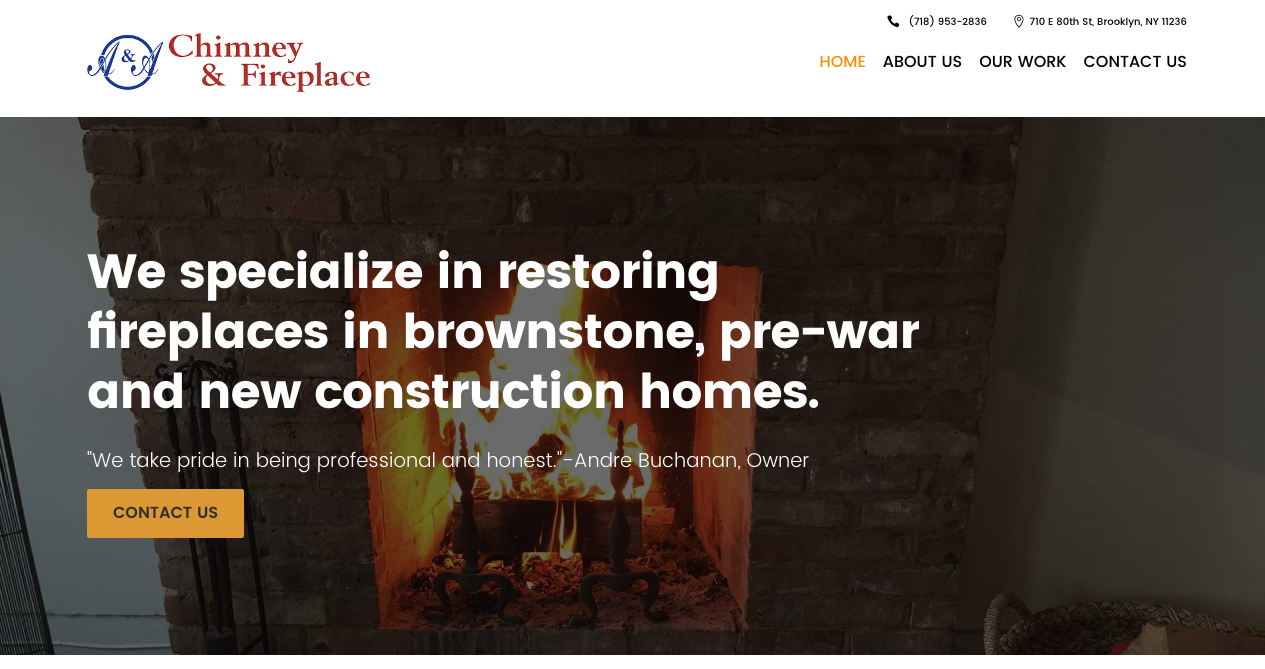 (718) 953-2836
710 E 80th St, Brooklyn, NY 11236
A & A Chimney
& Fireplace
HOME ABOUT US OUR WORK CONTACT US
We specialize in restoring
fireplaces in brownstone, pre-war
and new construction homes.
"We take pride in being professional and honest."-Andre Buchanan, Owner
CONTACT US